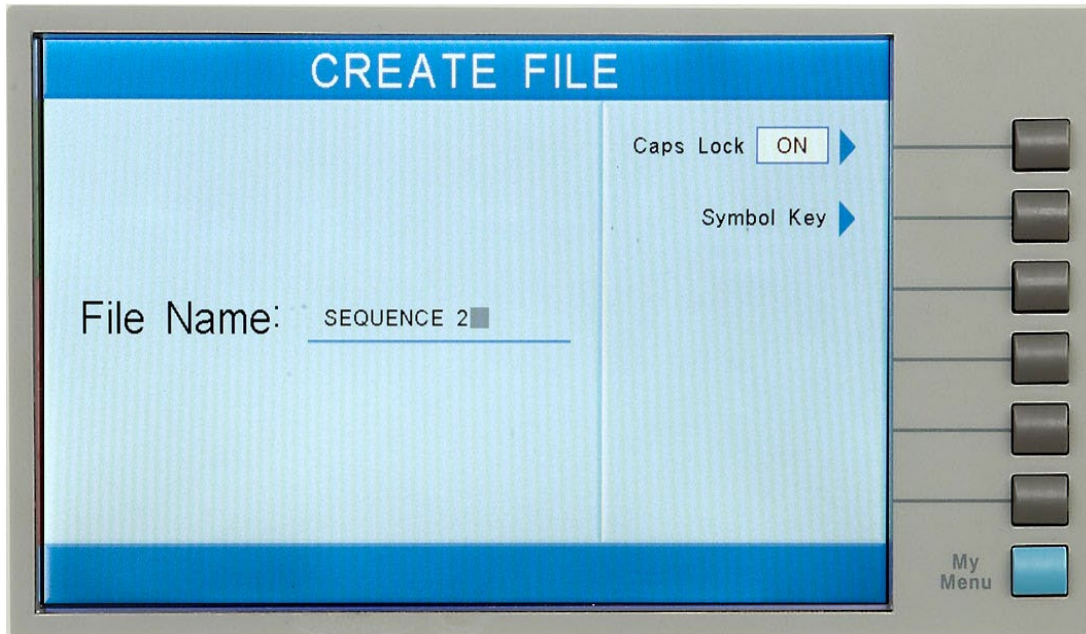 CREATE FILE
Caps Lock ON
Symbol Key
File Name: SEQUENCE 2
My
Menu